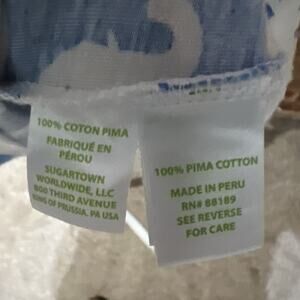 100% COTON PIMA
FABRIQUÉ EN
PÉROU
SUGARTOWN
WORLDWIDE, LLC
800 THIRD AVENUE
KING OF PRUSSIA, PA USA
100% PIMA COTTON
MADE IN PERU
RN# 88189
SEE REVERSE
FOR CARE